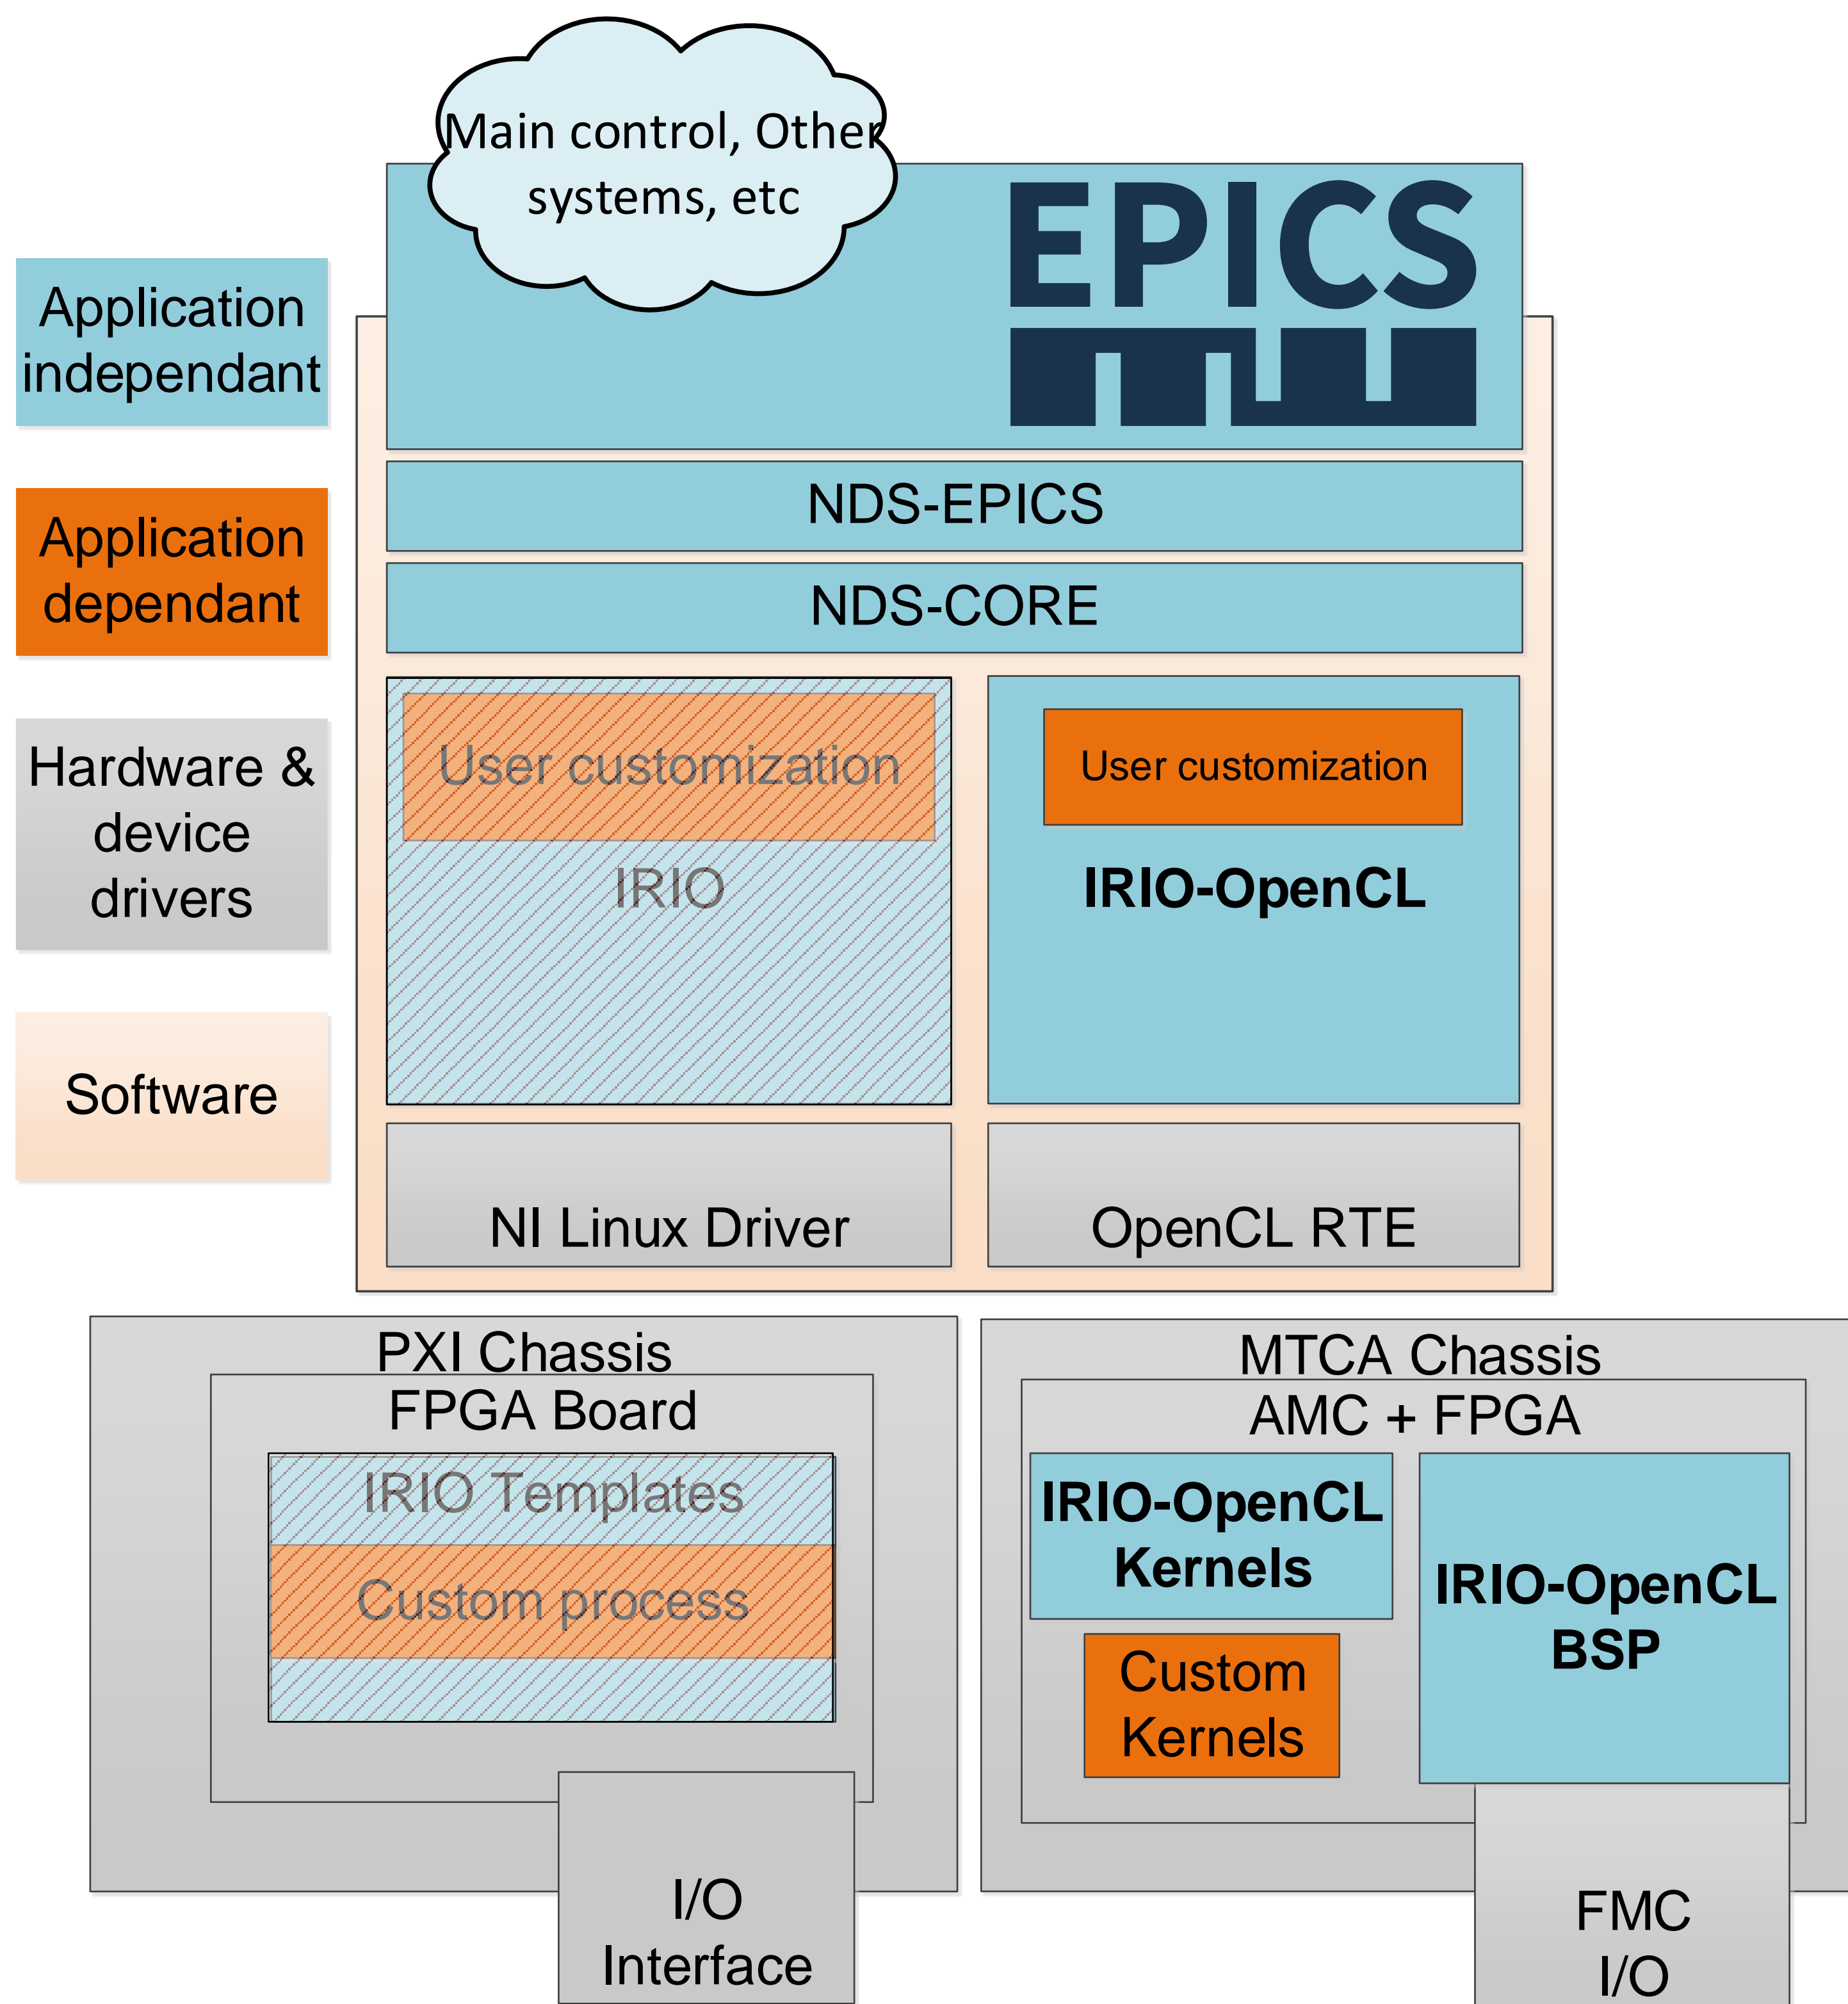 Main control, Other
systems, etc
EPICS
Application
independant
Application
dependant
Hardware &
device
drivers
Software
NDS-EPICS
NDS-CORE
User customization
IRIO
User customization
IRIO-OpenCL
NI Linux Driver
OpenCL RTE
PXI Chassis
FPGA Board
IRIO Templates
Custom process
I/O
Interface
MTCA Chassis
AMC + FPGA
IRIO-OpenCL
Kernels
IRIO-OpenCL
BSP
Custom
Kernels
FMC
I/O